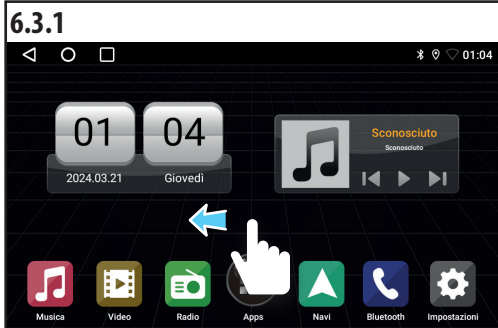 6.3.1
01:04
01 04
2024.03.21 Giovedì
Sconosciuto
Sconosciuto
Musica Video Radio Apps Navi Bluetooth Impostazioni